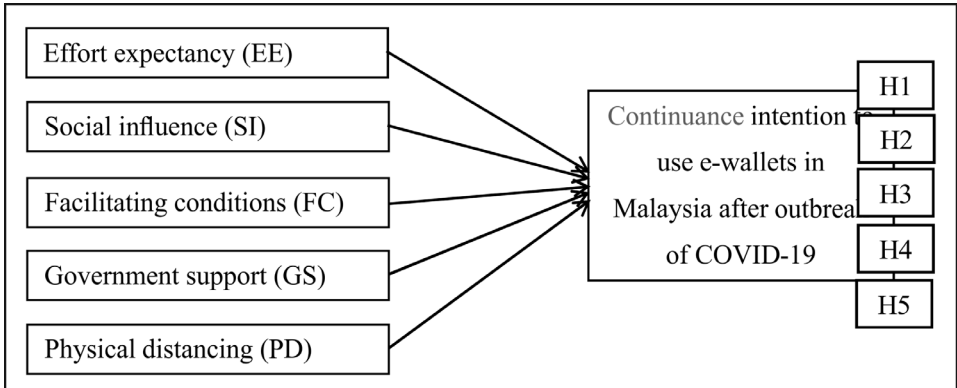 Effort expectancy (EE)
Social influence (SI)
Facilitating conditions (FC)
Government support (GS)
Physical distancing (PD)
Continuance intention
use e-wallets in
Malaysia after
of COVID-19
H1
H2
H3
H4
H5